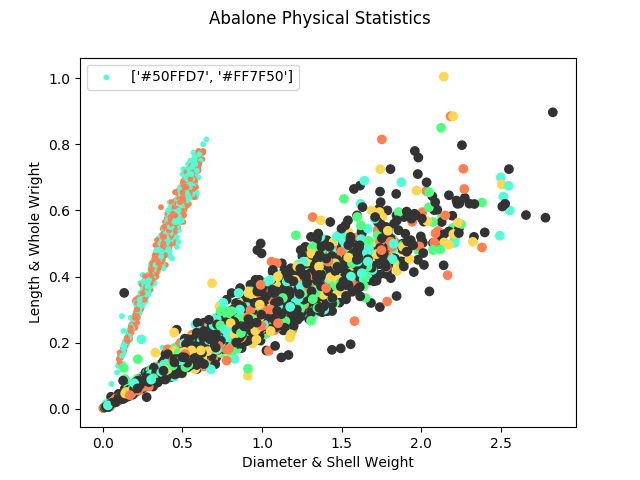 Abalone Physical Statistics
['#50FFD7', '#FF7F50']
1.0
0.8
0.6
0.4
0.2
0.0
Length & Whole Wright
0.0 0.5 1.0 1.5 2.0 2.5
Diameter & Shell Weight